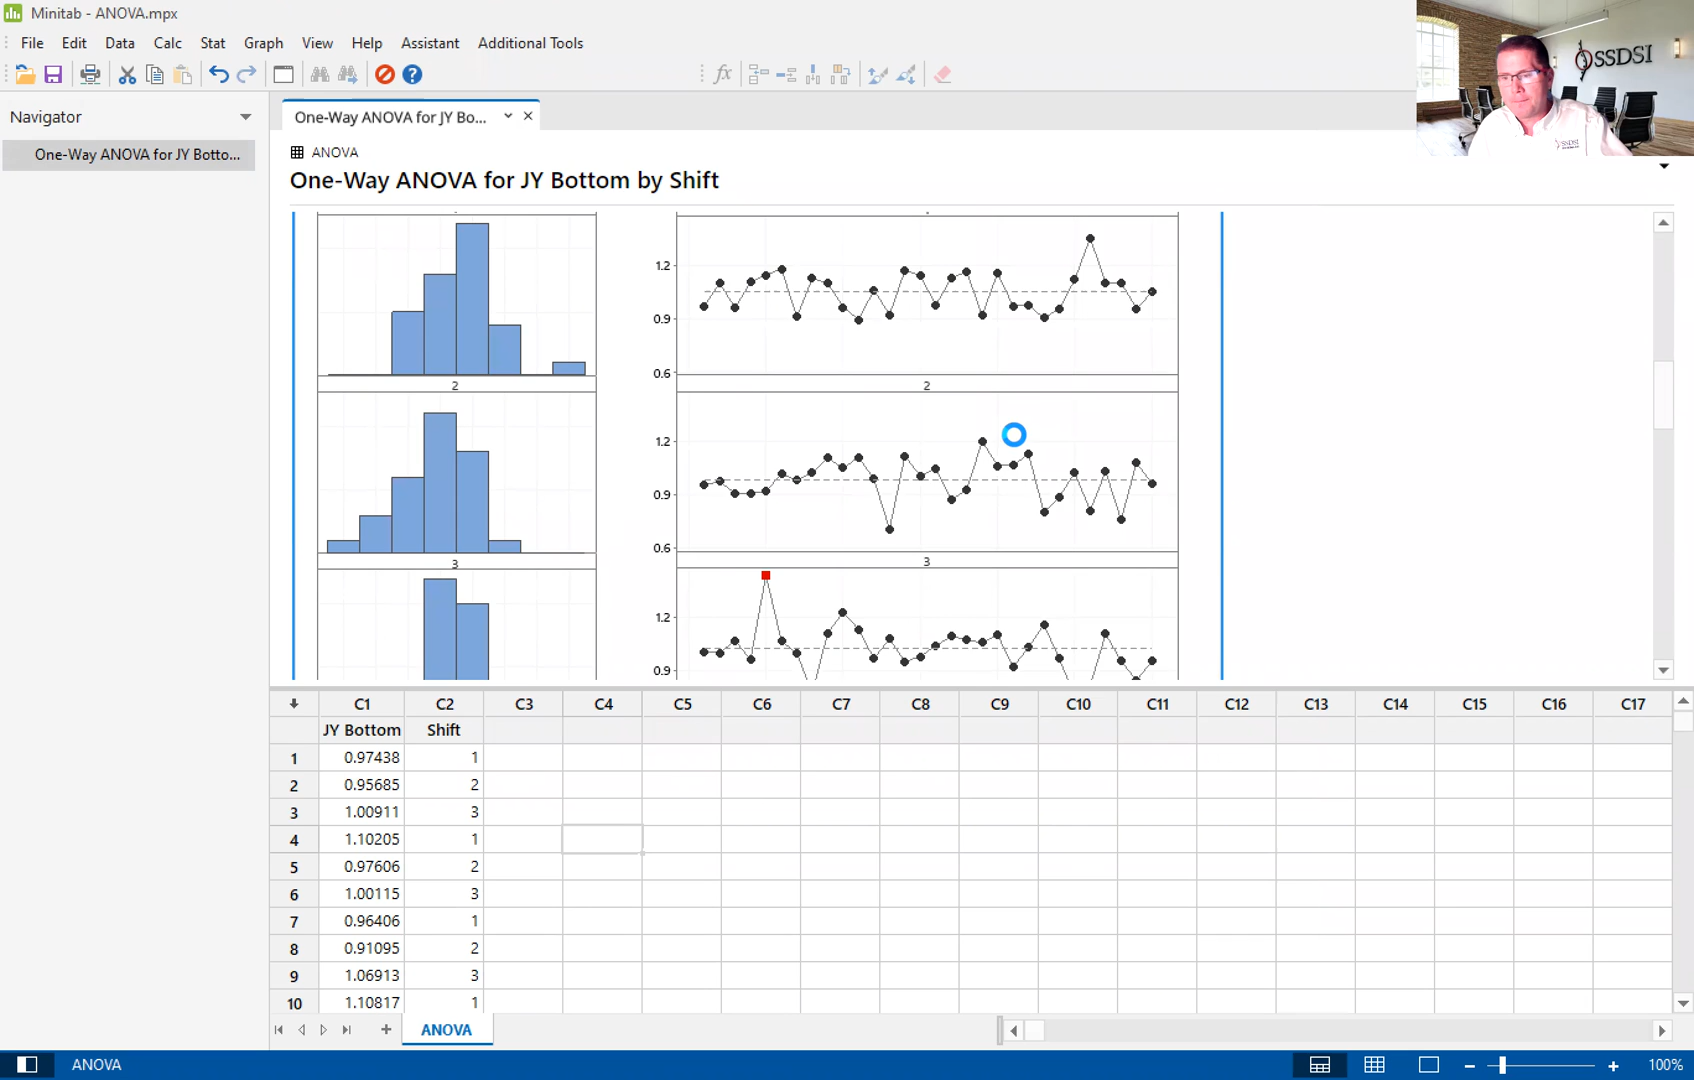 Minitab - ANOVA.mpx
File Edit Data Calc Stat Graph View Help Assistant Additional Tools
SSDSI
SSDSI
Navigator
One-Way ANOVA for JY Botto...
One-Way ANOVA for JY Bo...
ANOVA
One-Way ANOVA for JY Bottom by Shift
1.2
0.9
0.6
2
2
1.2
0.9
0.6
3
3
1.2
0.9
C1 C2 C3 C4 C5 C6 C7 C8 C9 C10 C11 C12 C13 C14 C15 C16 C17
JY Bottom Shift
1 0.97438 1
2 0.95685 2
3 1.00911 3
4 1.10205 1
5 0.97606 2
6 1.00115 3
7 0.96406 1
8 0.91095 2
9 1.06913 3
10 1.10817 1
ANOVA
ANOVA
100%